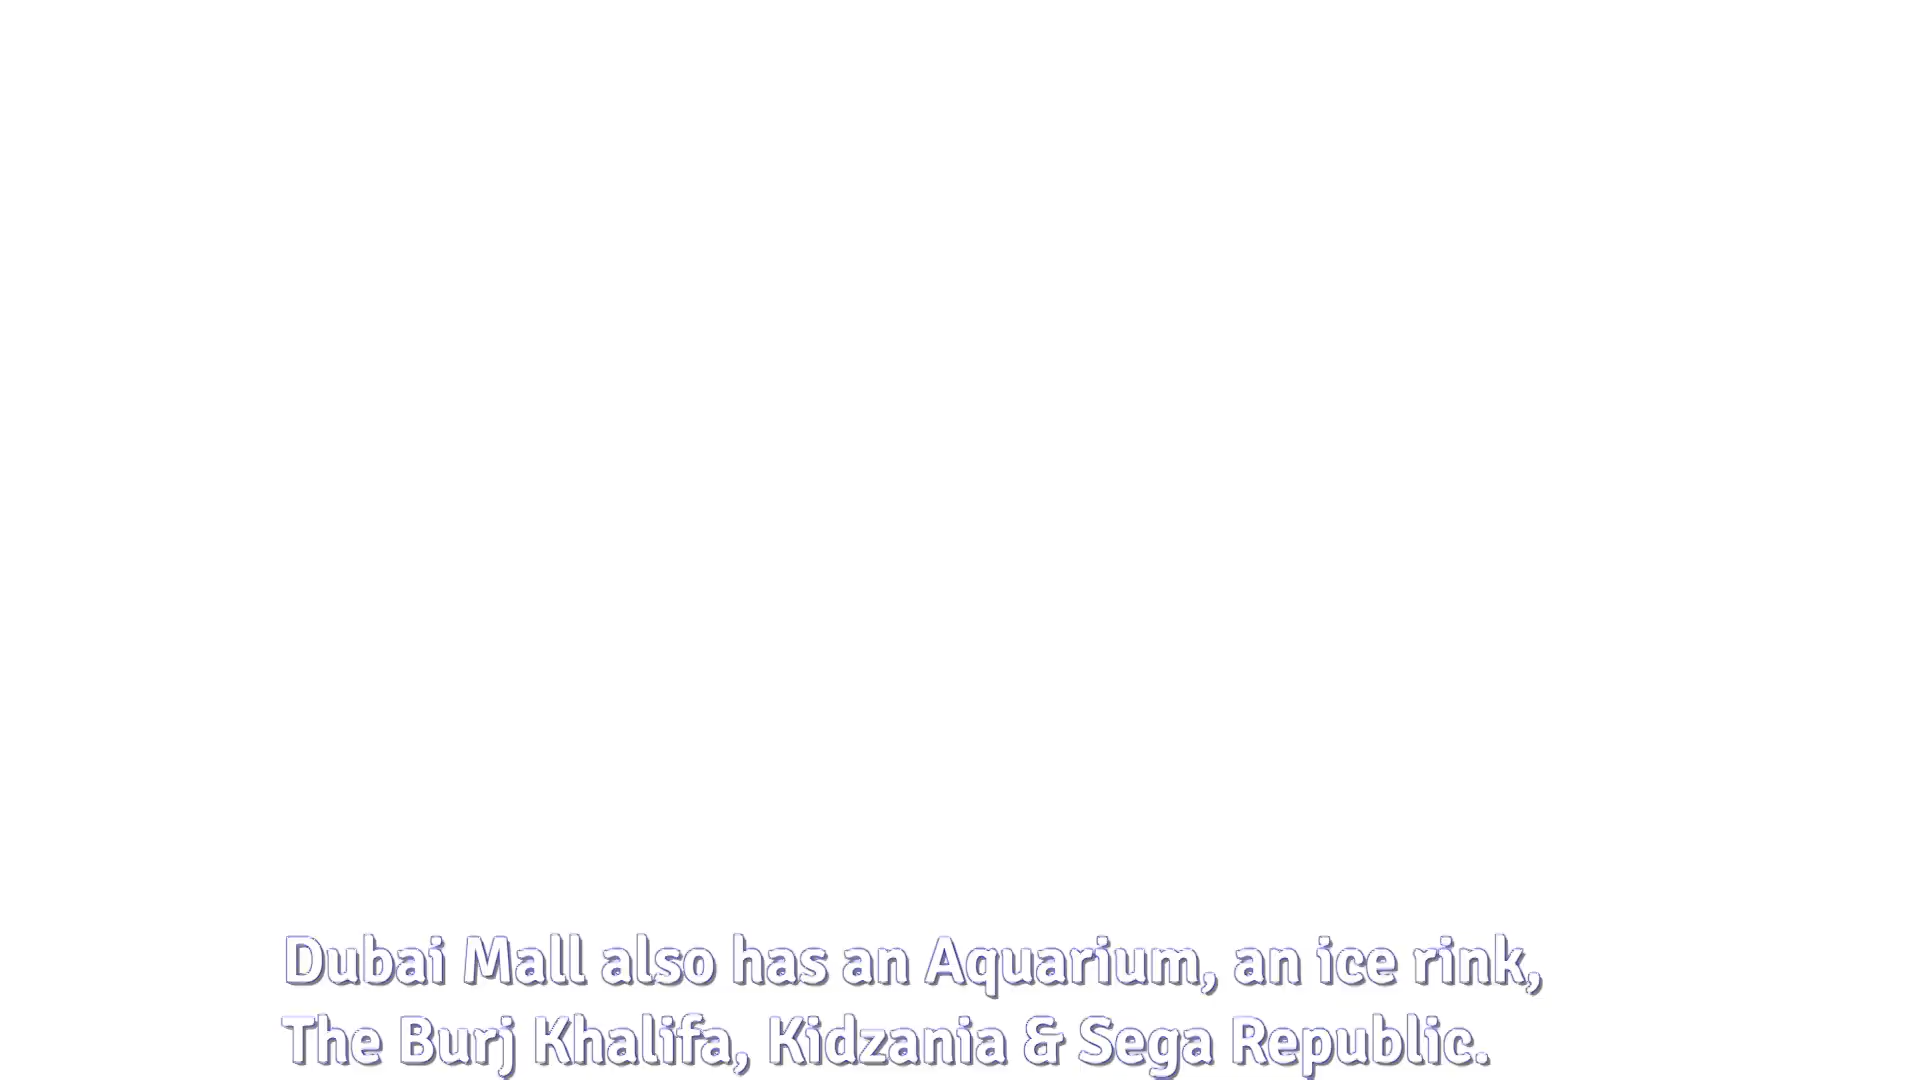 Dubai Mall also has an Aquarium, an ice rink,
The Burj Khalifa, Kidzania & Sega Republic.